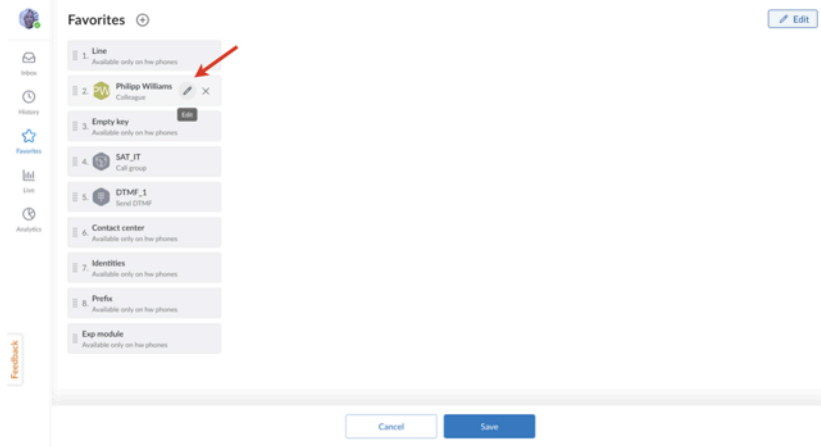 Favorites
Edit
Inbox
History
Favorites
Live
Analytics
Feedback
1. Line
Available only on hw phones
2. PW Philipp Williams
Colleague
Edit
3. Empty key
Available only on hw phones
4. SAT_IT
Call group
5. DTMF_1
Send DTMF
6. Contact center
Available only on hw phones
7. Identities
Available only on hw phones
8. Prefix
Available only on hw phones
Exp module
Available only on hw phones
Cancel
Save